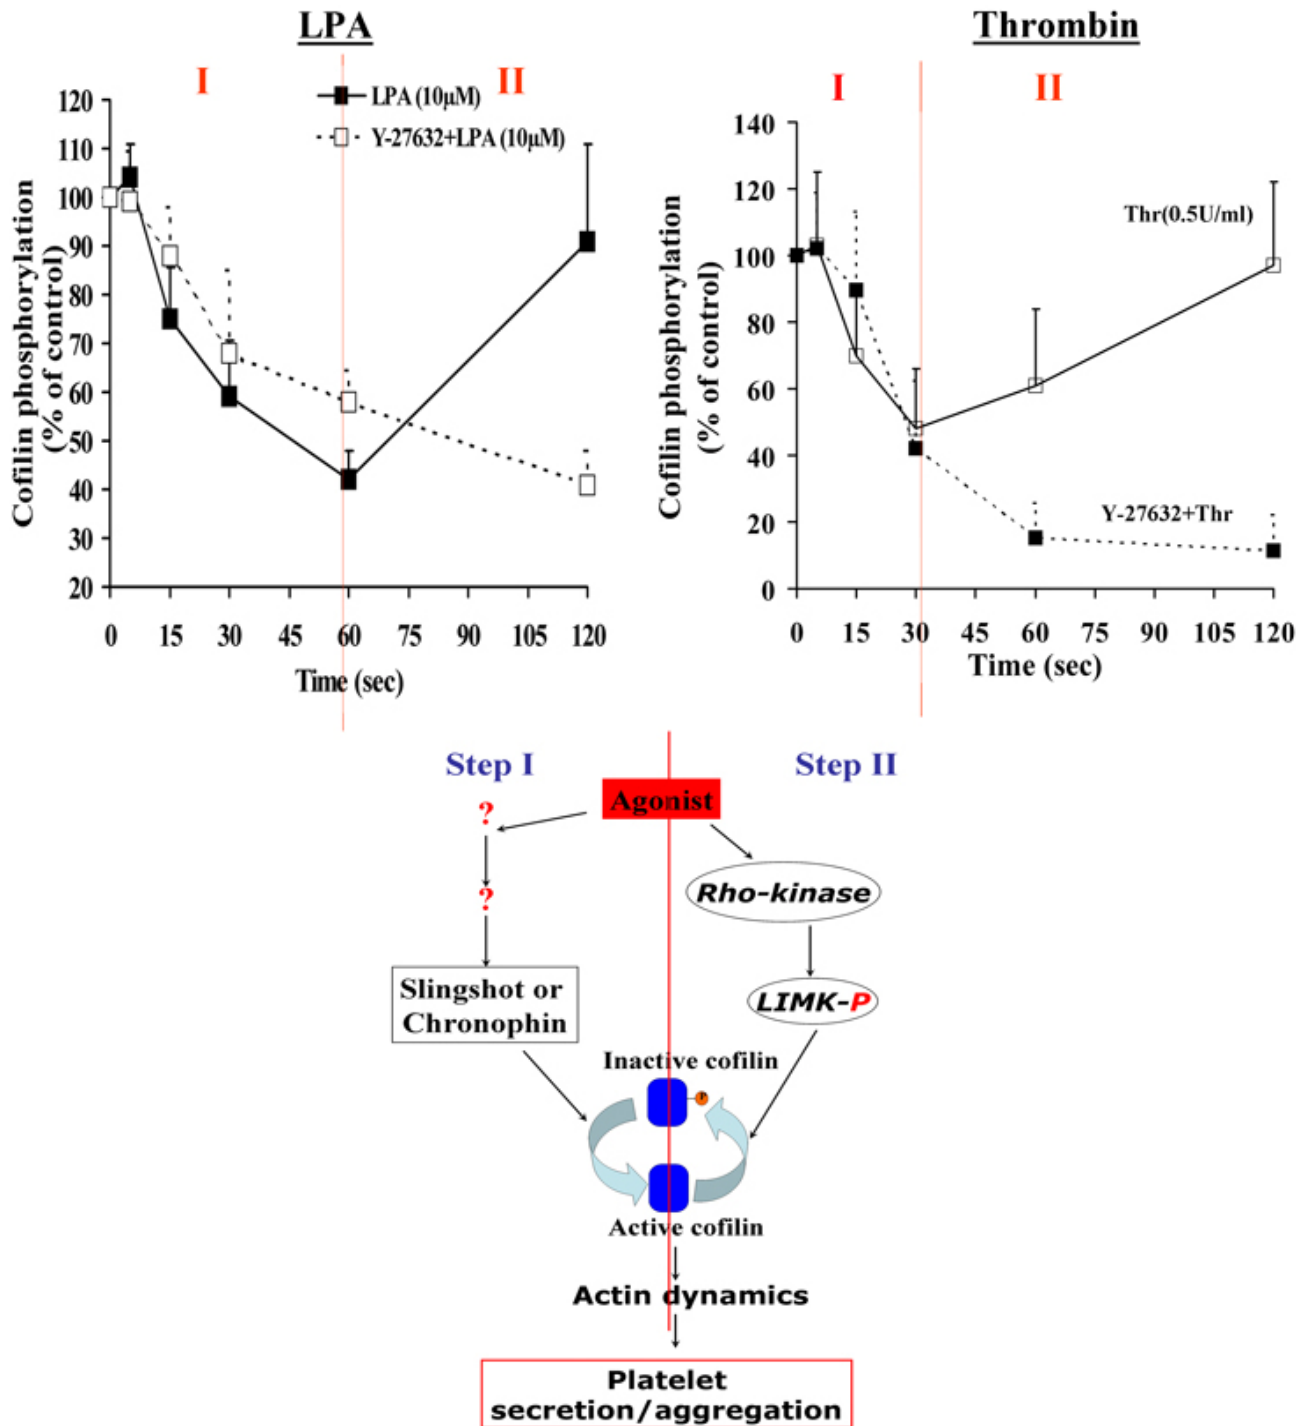 LPA
I
II
LPA (10μM)
Y-27632+LPA (10μM)
Cofilin phosphorylation
(% of control)
120
110
100
90
80
70
60
50
40
30
20
0 15 30 45 60 75 90 105 120
Time (sec)
Thrombin
I
II
Cofilin phosphorylation
(% of control)
140
120
100
80
60
40
20
0
Thr(0.5U/ml)
Y-27632+Thr
0 15 30 45 60 75 90 105 120
Time (sec)
Step I
Step II
Agonist
?
?
Rho-kinase
Slingshot or
Chronophin
LIMK-P
Inactive cofilin
P
Active cofilin
Actin dynamics
Platelet
secretion/aggregation